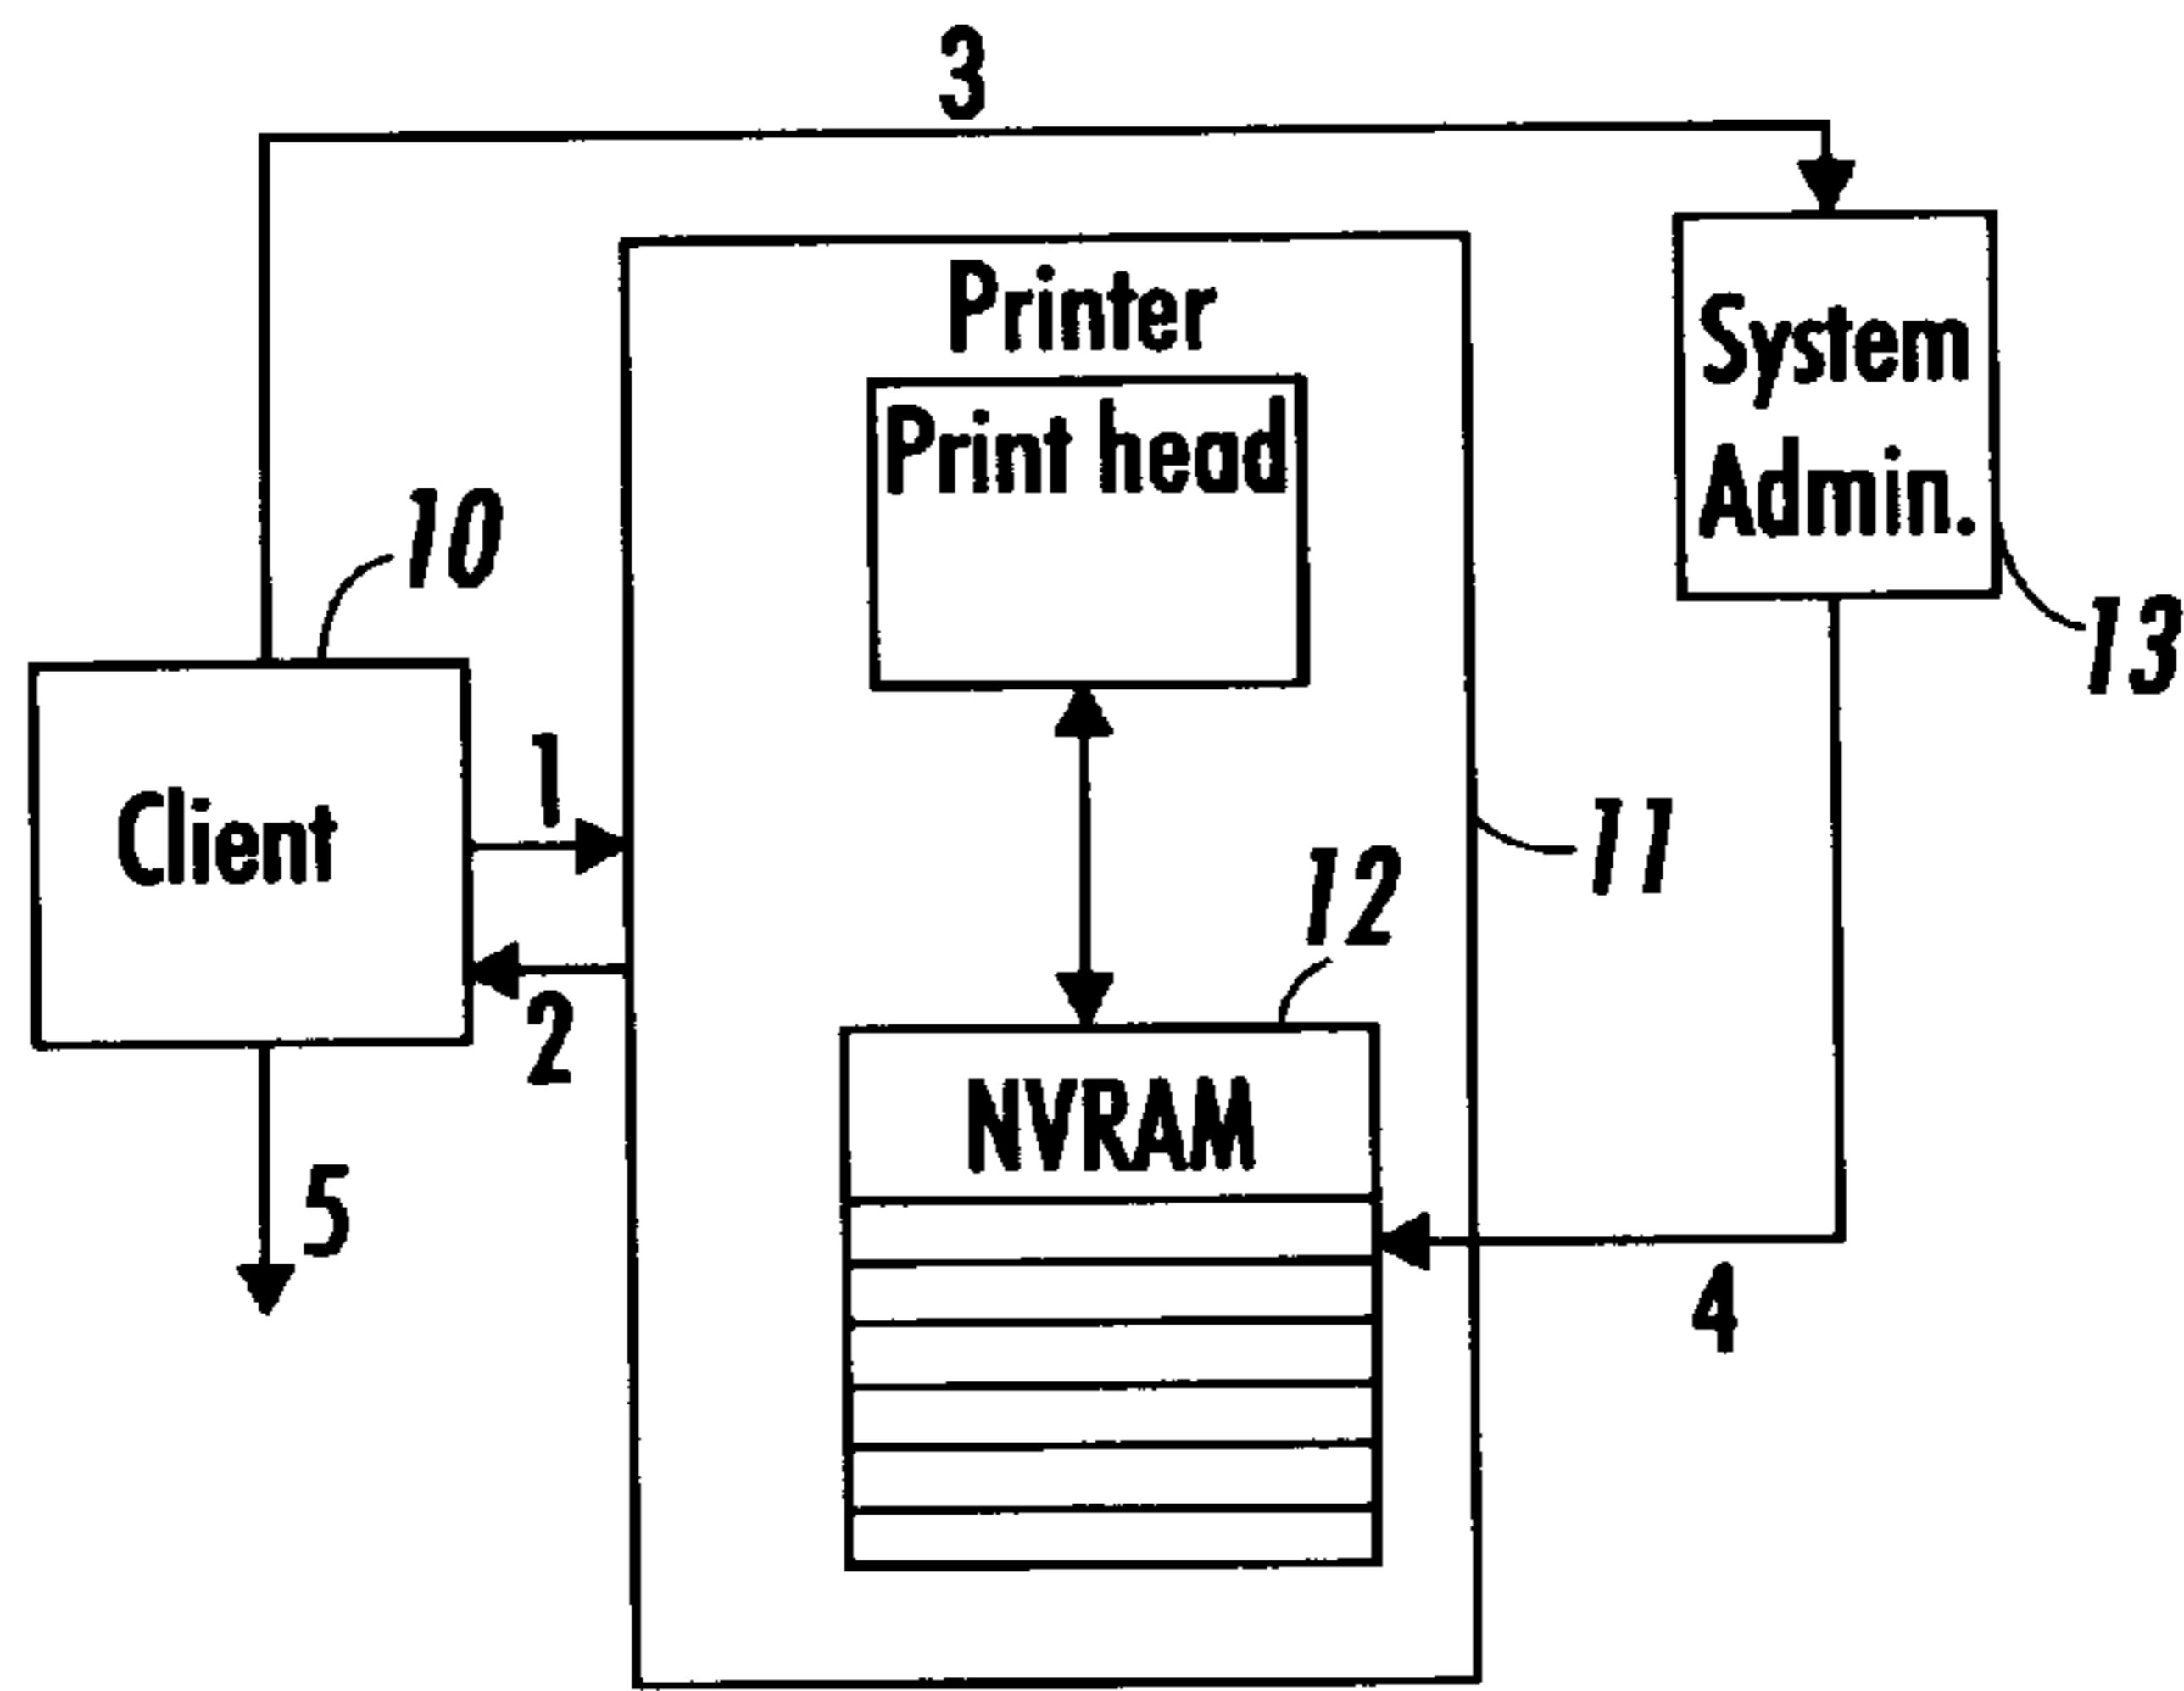 3
Printer
Print head
System
Admin.
10
13
Client
1
11
12
2
NVRAM
5
4